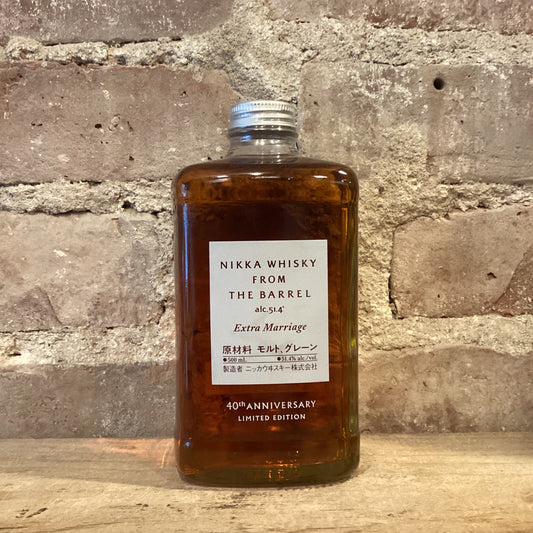 NIKKA WHISKY
FROM
THE BARREL
alc.51.4°
Extra Marriage
原材料 モルト、グレーン
●500 mL ●51.4% alc./vol.
製造者 ニッカウヰスキー株式会社
40th ANNIVERSARY
LIMITED EDITION